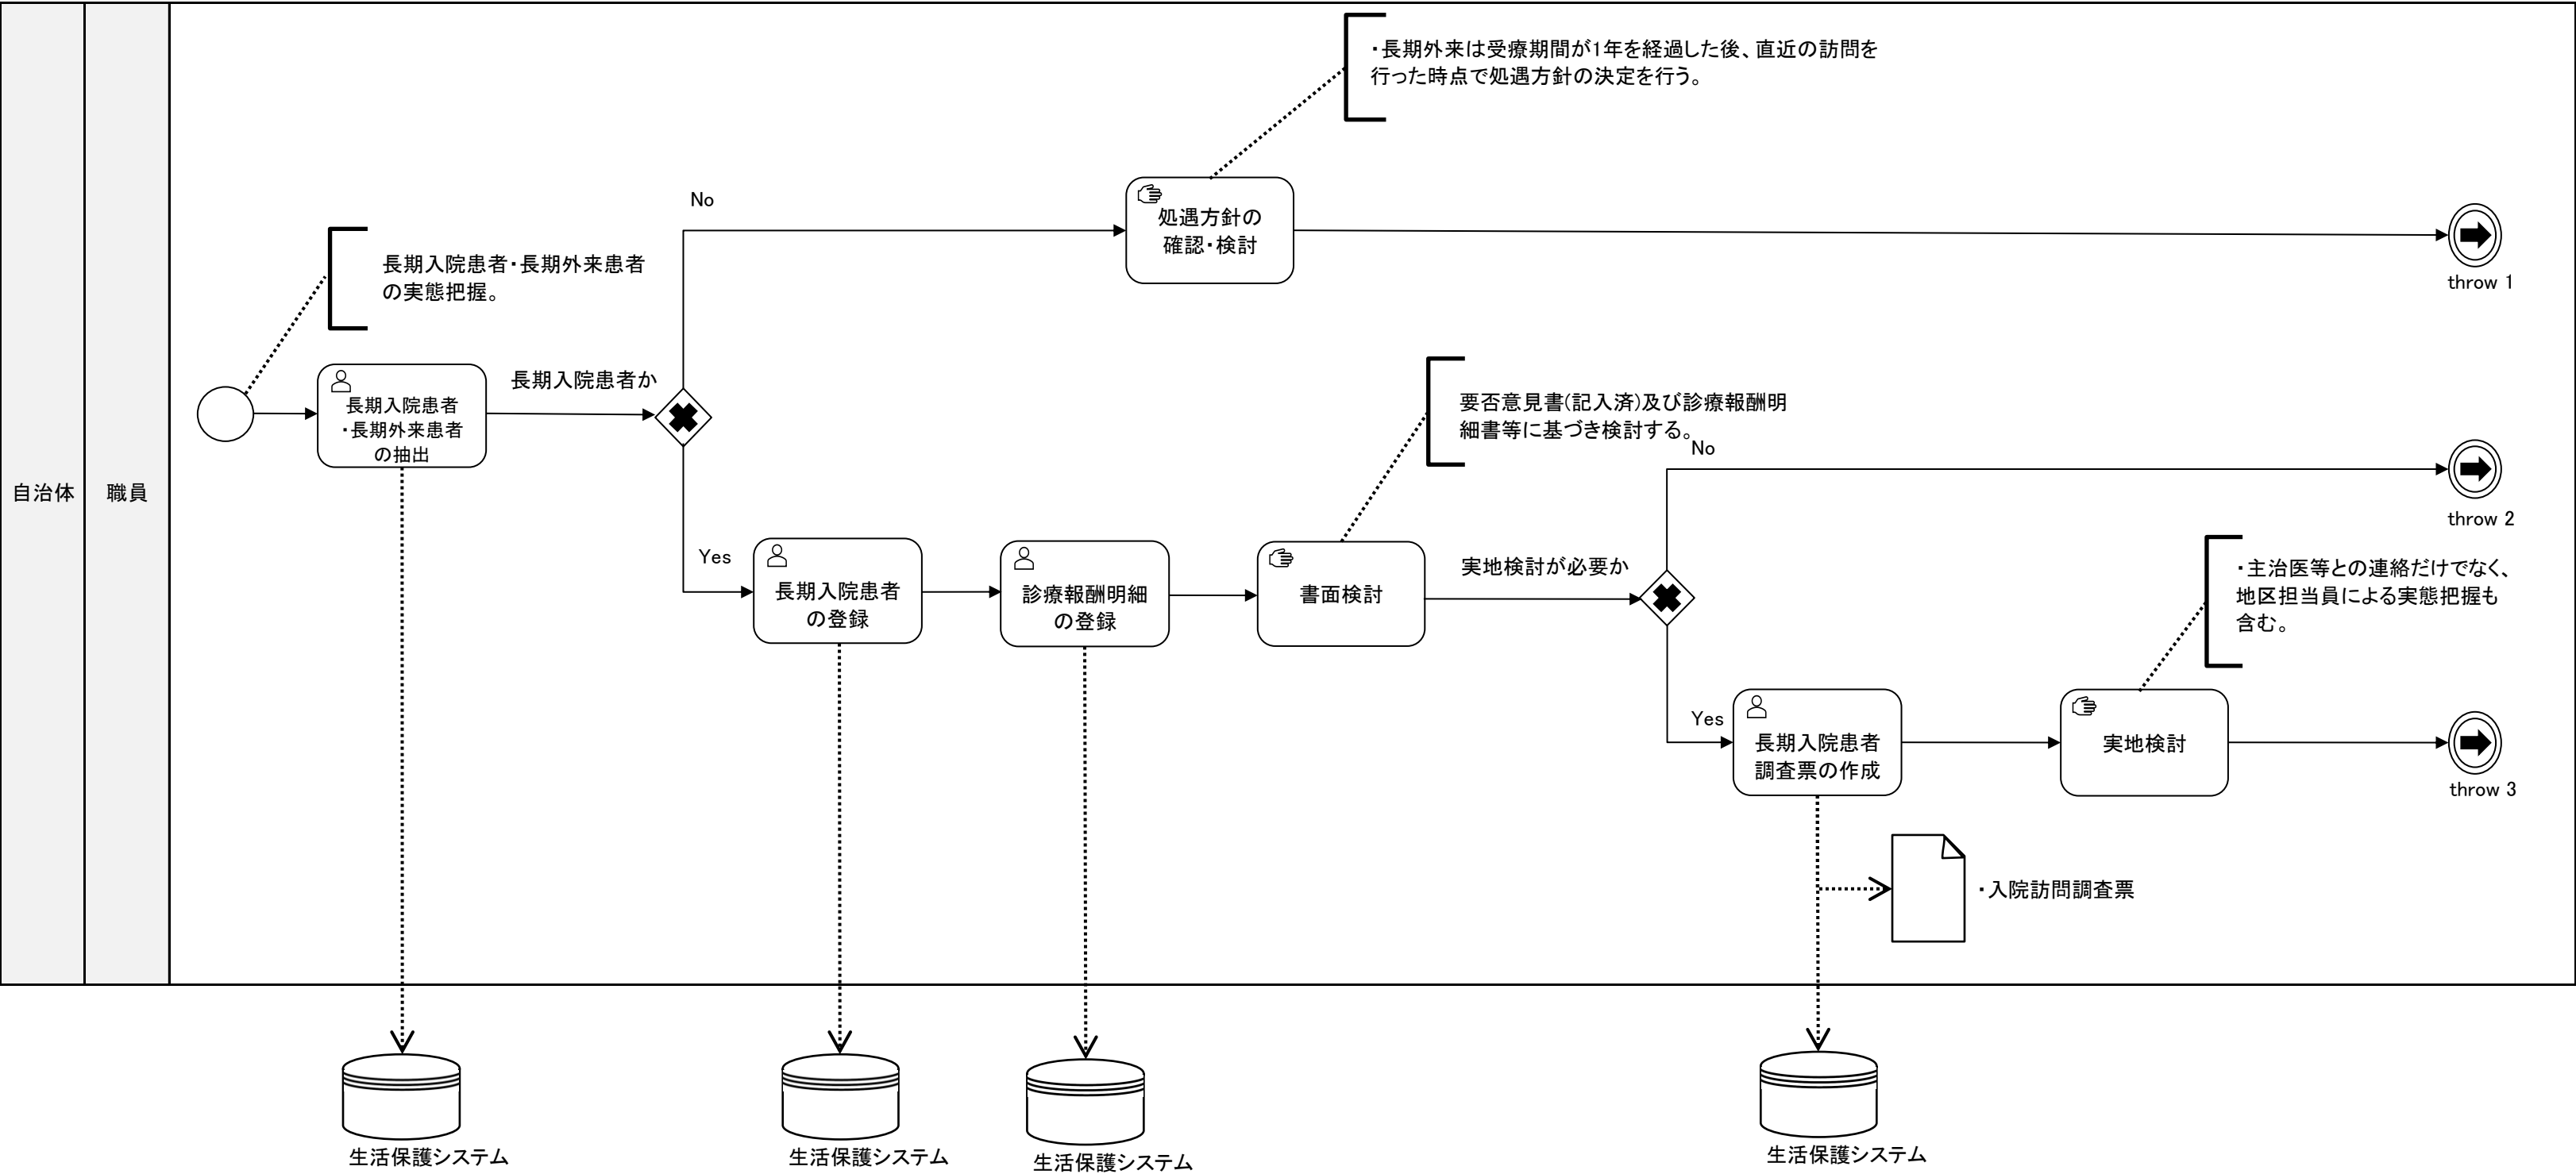 自治体
職員
・長期外来は受療期間が1年を経過した後、直近の訪問を
行った時点で処遇方針の決定を行う。
No
処遇方針の
確認・検討
throw 1
長期入院患者・長期外来患者
の実態把握。
長期入院患者
・長期外来患者
の抽出
長期入院患者か
要否意見書(記入済)及び診療報酬明
細書等に基づき検討する。
No
throw 2
Yes
長期入院患者
の登録
診療報酬明細
の登録
書面検討
実地検討が必要か
・主治医等との連絡だけでなく、
地区担当員による実態把握も
含む。
Yes
長期入院患者
調査票の作成
実地検討
throw 3
・入院訪問調査票
生活保護システム
生活保護システム
生活保護システム
生活保護システム